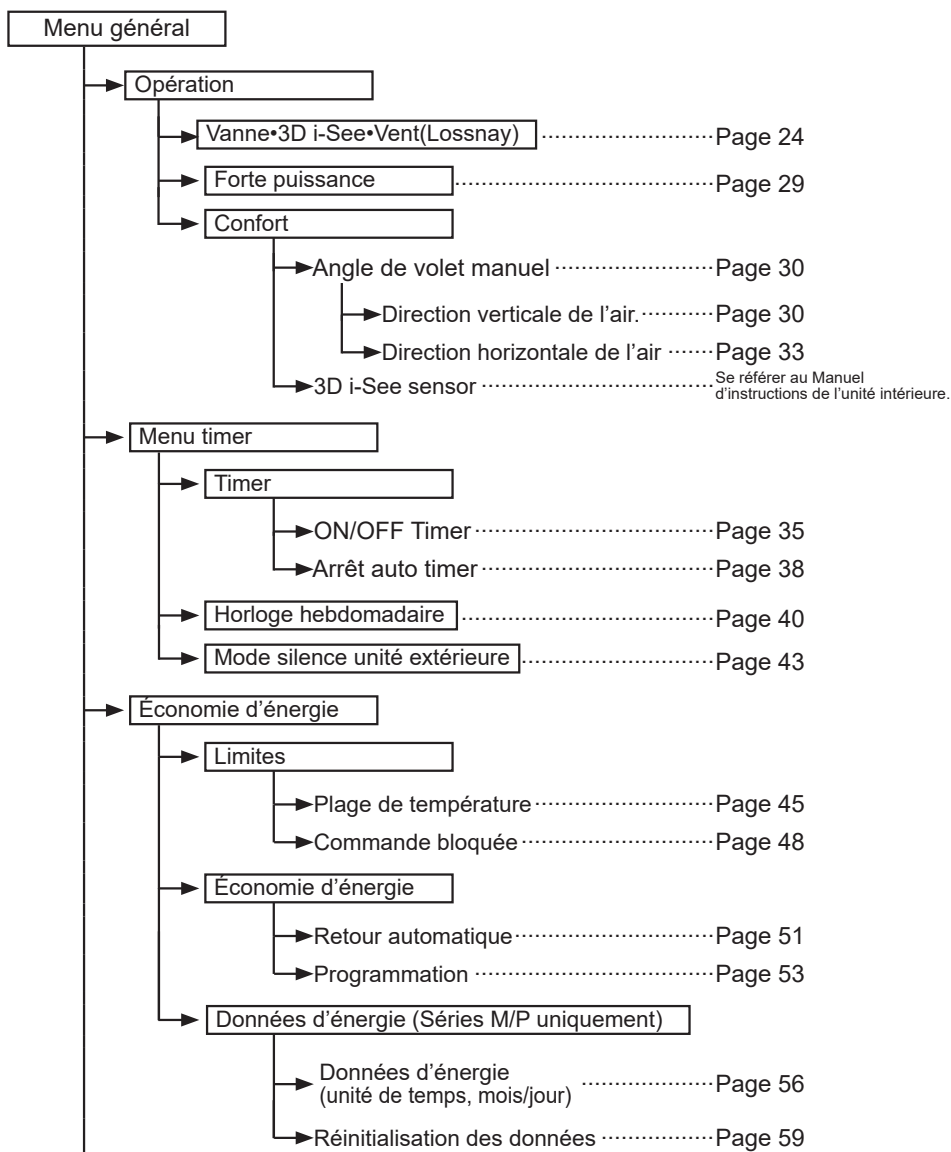 Menu général
Opération
Vanne•3D i-See•Vent(Lossnay) Page 24
Forte puissance Page 29
Confort
Angle de volet manuel Page 30
Direction verticale de l’air. Page 30
Direction horizontale de l’air Page 33
3D i-See sensor Se référer au Manuel
d’instructions de l’unité intérieure.
Menu timer
Timer
ON/OFF Timer Page 35
Arrêt auto timer Page 38
Horloge hebdomadaire Page 40
Mode silence unité extérieure Page 43
Économie d’énergie
Limites
Plage de température Page 45
Commande bloquée Page 48
Économie d’énergie
Retour automatique Page 51
Programmation Page 53
Données d’énergie (Séries M/P uniquement)
Données d’énergie
(unité de temps, mois/jour) Page 56
Réinitialisation des données Page 59